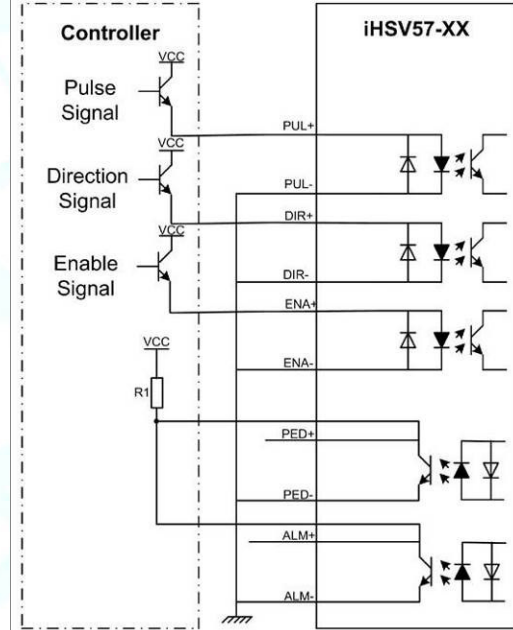 Controller
iHSV57-XX
VCC
Pulse
Signal
PUL+
VCC
PUL-
Direction
Signal
DIR+
VCC
DIR-
Enable
Signal
ENA+
VCC
ENA-
R1
PED+
PED-
ALM+
ALM-